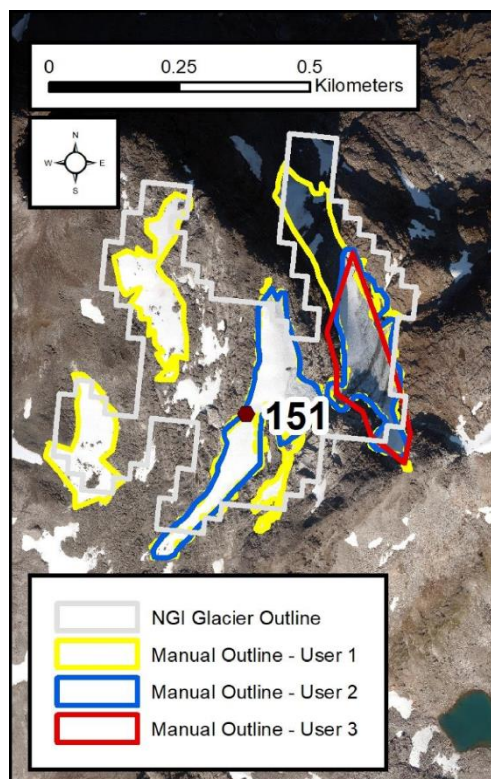 0 0.25 0.5
Kilometers
N
W E
S
151
NGI Glacier Outline
Manual Outline - User 1
Manual Outline - User 2
Manual Outline - User 3